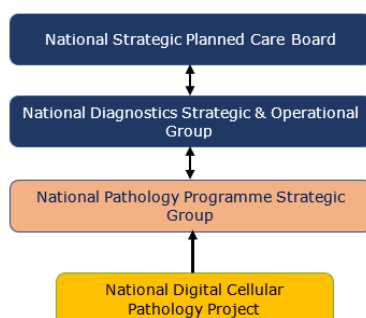 National Strategic Planned Care Board
National Diagnostics Strategic & Operational
Group
National Pathology Programme Strategic
Group
National Digital Cellular
Pathology Project